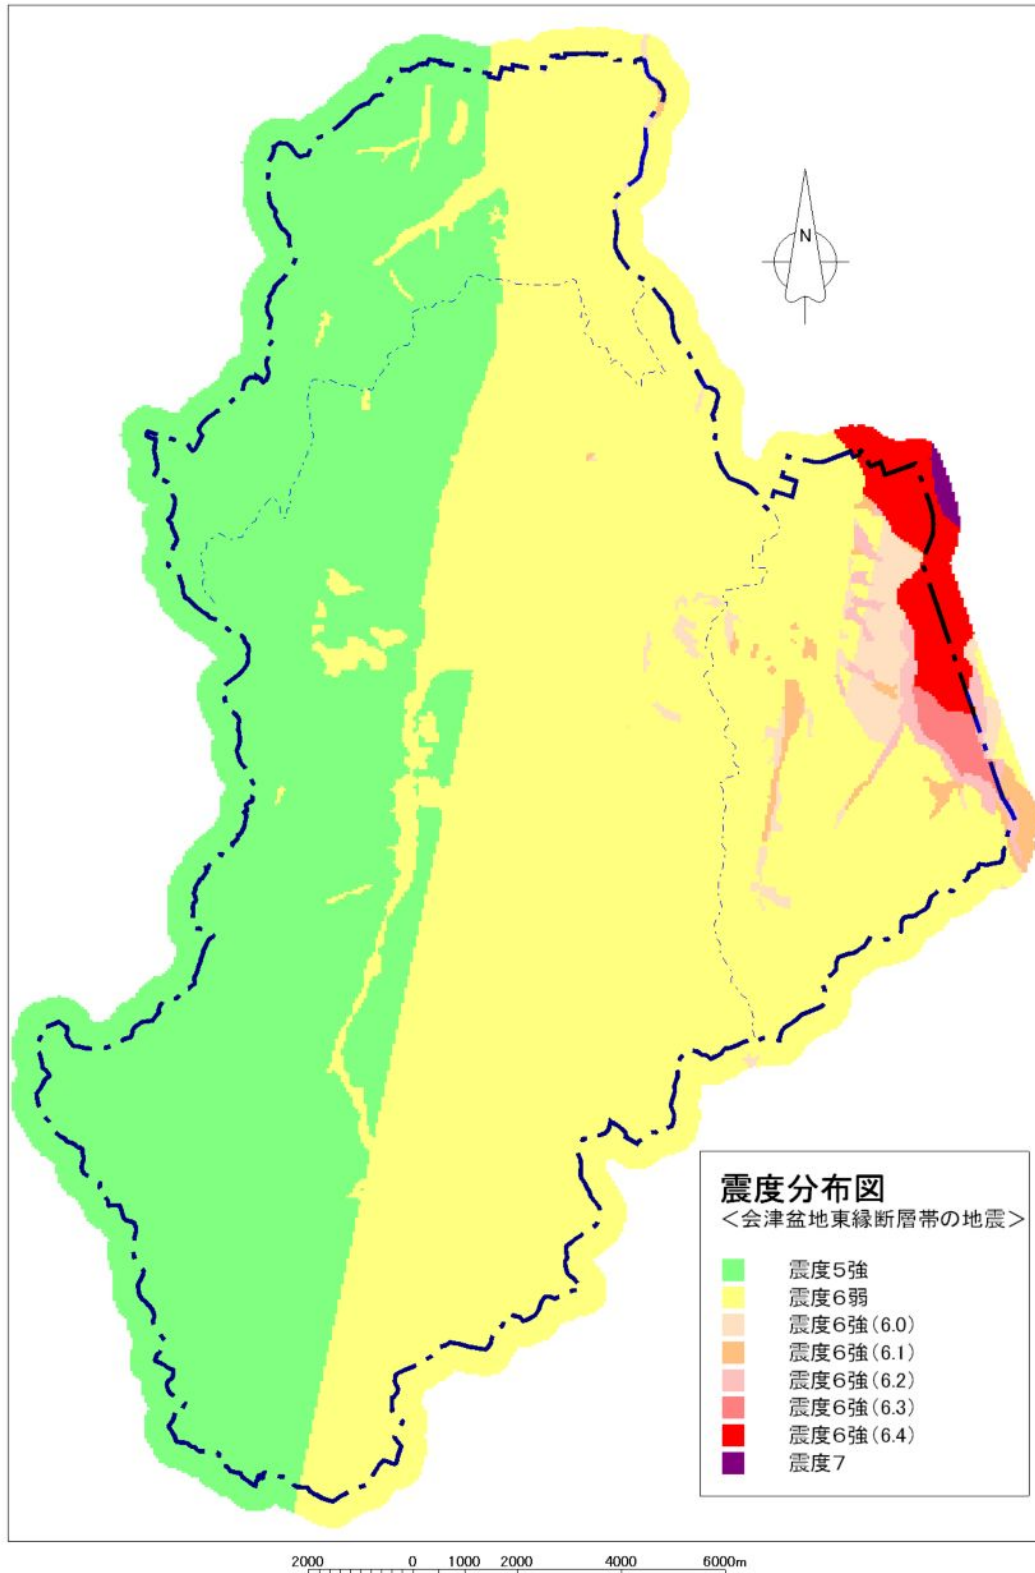 N
震度分布図
<会津盆地東縁断層帯の地震>
震度5強
震度6弱
震度6強(6.0)
震度6強(6.1)
震度6強(6.2)
震度6強(6.3)
震度6強(6.4)
震度7
2000 0 1000 2000 4000 6000m